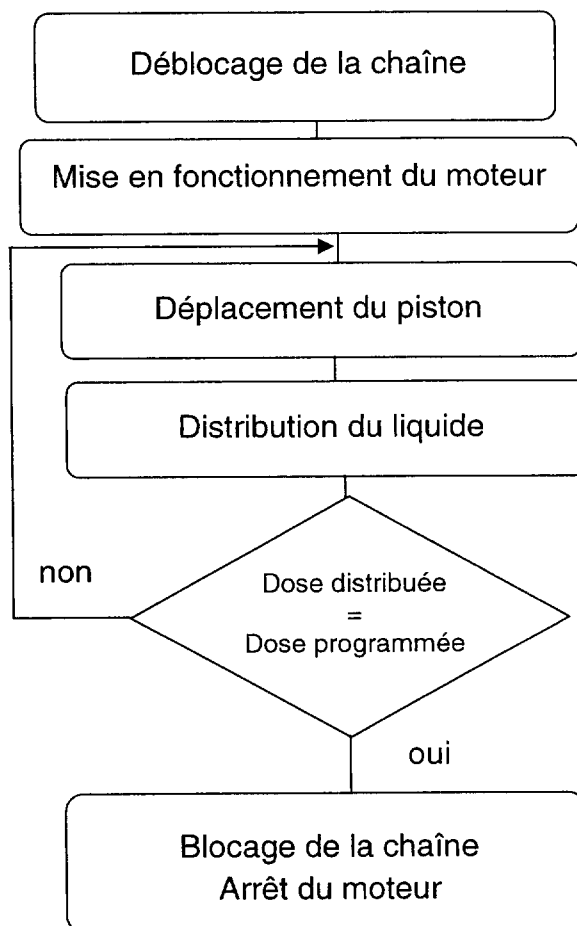 Déblocage de la chaîne
Mise en fonctionnement du moteur
Déplacement du piston
Distribution du liquide
non
Dose distribuée
=
Dose programmée
oui
Blocage de la chaîne
Arrêt du moteur